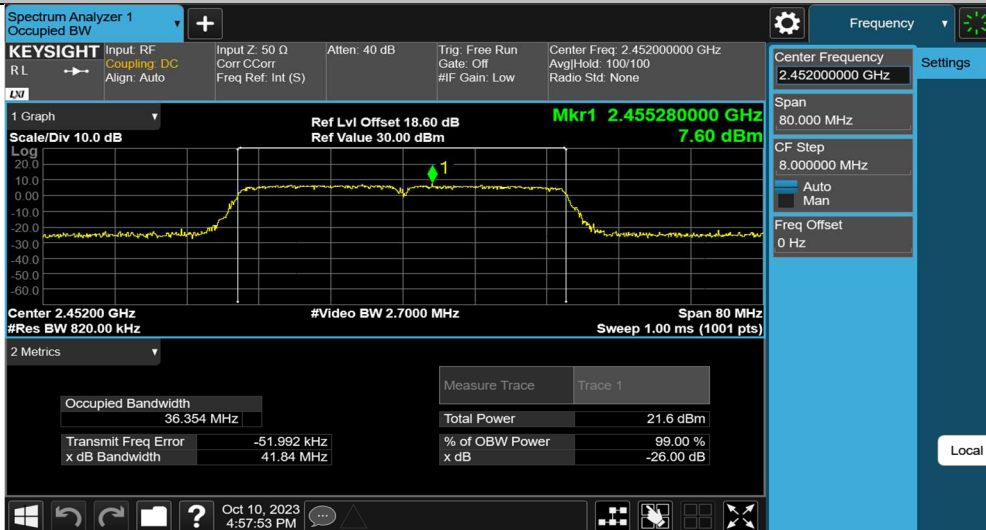 Spectrum Analyzer 1
Occupied BW
+
Frequency
KEYSIGHT
RL
LXI
Input: RF
Coupling: DC
Align: Auto
Input Z: 50 Ω
Corr CCorr
Freq Ref: Int (S)
Atten: 40 dB
Trig: Free Run
Gate: Off
#IF Gain: Low
Center Freq: 2.452000000 GHz
Avg|Hold: 100/100
Radio Std: None
Center Frequency
2.452000000 GHz
Settings
Span
80.000 MHz
CF Step
8.000000 MHz
Auto
Man
Freq Offset
0 Hz
Local
1 Graph
Scale/Div 10.0 dB
Ref Lvl Offset 18.60 dB
Ref Value 30.00 dBm
Mkr1 2.455280000 GHz
7.60 dBm
Log
20.0
10.0
0.00
-10.0
-20.0
-30.0
-40.0
-50.0
-60.0
1
Center 2.45200 GHz
#Res BW 820.00 kHz
#Video BW 2.7000 MHz
Span 80 MHz
Sweep 1.00 ms (1001 pts)
2 Metrics
Measure Trace
Trace 1
Occupied Bandwidth
36.354 MHz
Total Power 21.6 dBm
Transmit Freq Error -51.992 kHz
% of OBW Power 99.00 %
x dB Bandwidth 41.84 MHz
x dB -26.00 dB
?
Oct 10, 2023
4:57:53 PM